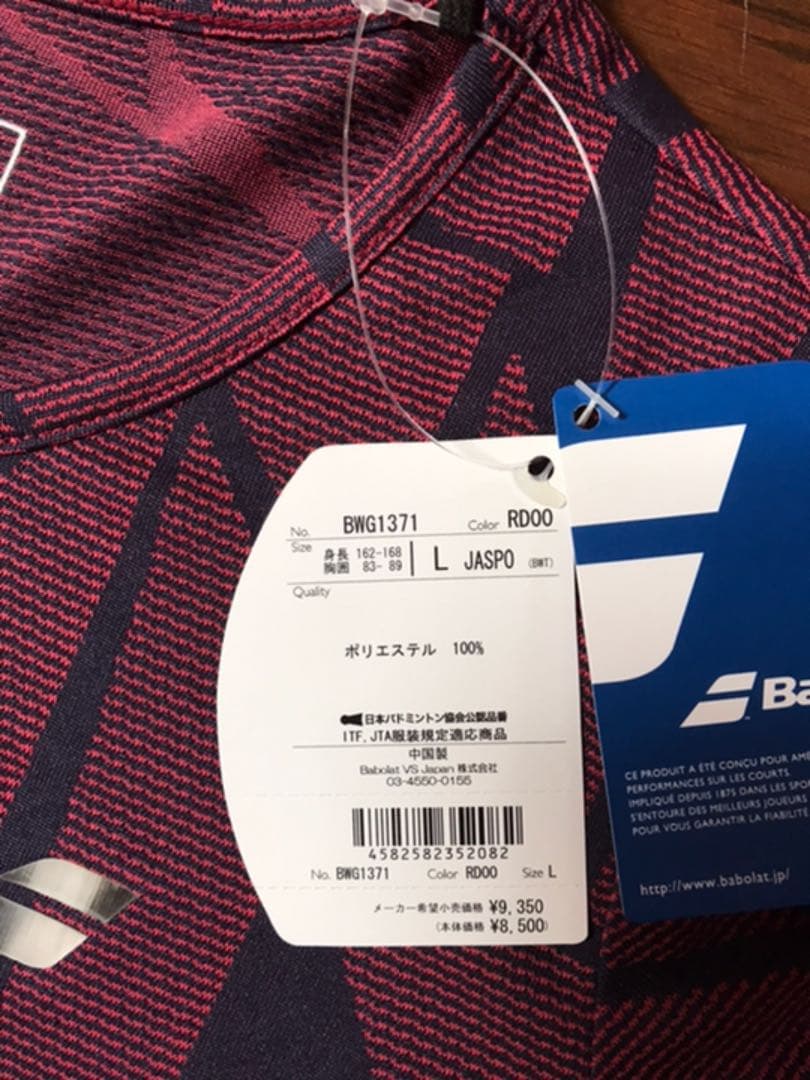 No. BWG1371 Color RD00
Size 身長 162-168 L JASPO (BWT)
胸囲 83- 89
Quality
ポリエステル 100%
日本バドミントン協会公認品番
ITF, JTA服装規定適応商品
中国製
Babolat VS Japan 株式会社
03-4550-0155
4582582352082
No. BWG1371 Color RD00 Size L
メーカー希望小売価格 ¥9,350
(本体価格 ¥8,500)
Ba
CE PRODUIT A ÉTÉ CONÇU POUR AMÉ
PERFORMANCES SUR LES COURTS.
IMPLIQUÉ DEPUIS 1875 DANS LES SPO
S'ENTOURE DES MEILLEURS JOUEURS
POUR VOUS GARANTIR LA FIABILITÉ
http://www.babolat.jp/